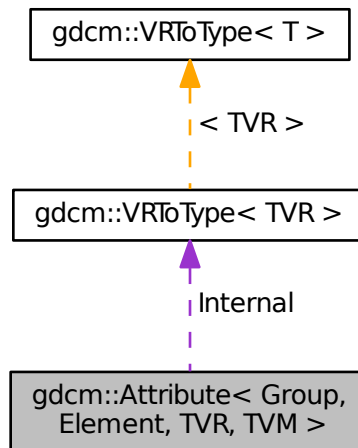 gdcm::VRToType< T >
< TVR >
gdcm::VRToType< TVR >
Internal
gdcm::Attribute< Group,
Element, TVR, TVM >